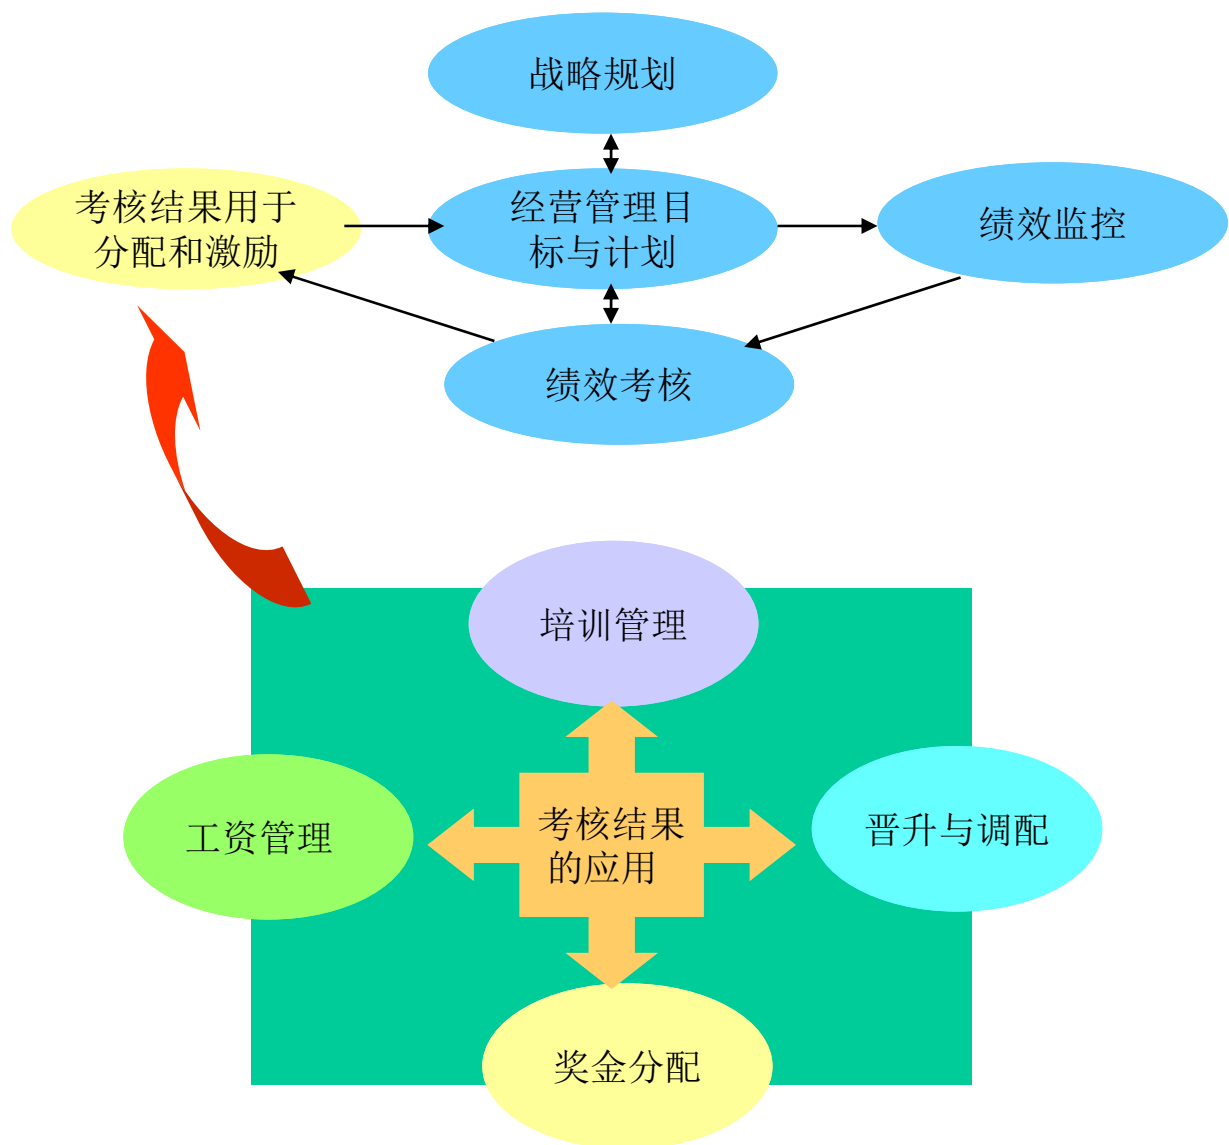 战略规划
考核结果用于
分配和激励
经营管理目
标与计划
绩效监控
绩效考核
培训管理
工资管理
考核结果
的应用
晋升与调配
奖金分配